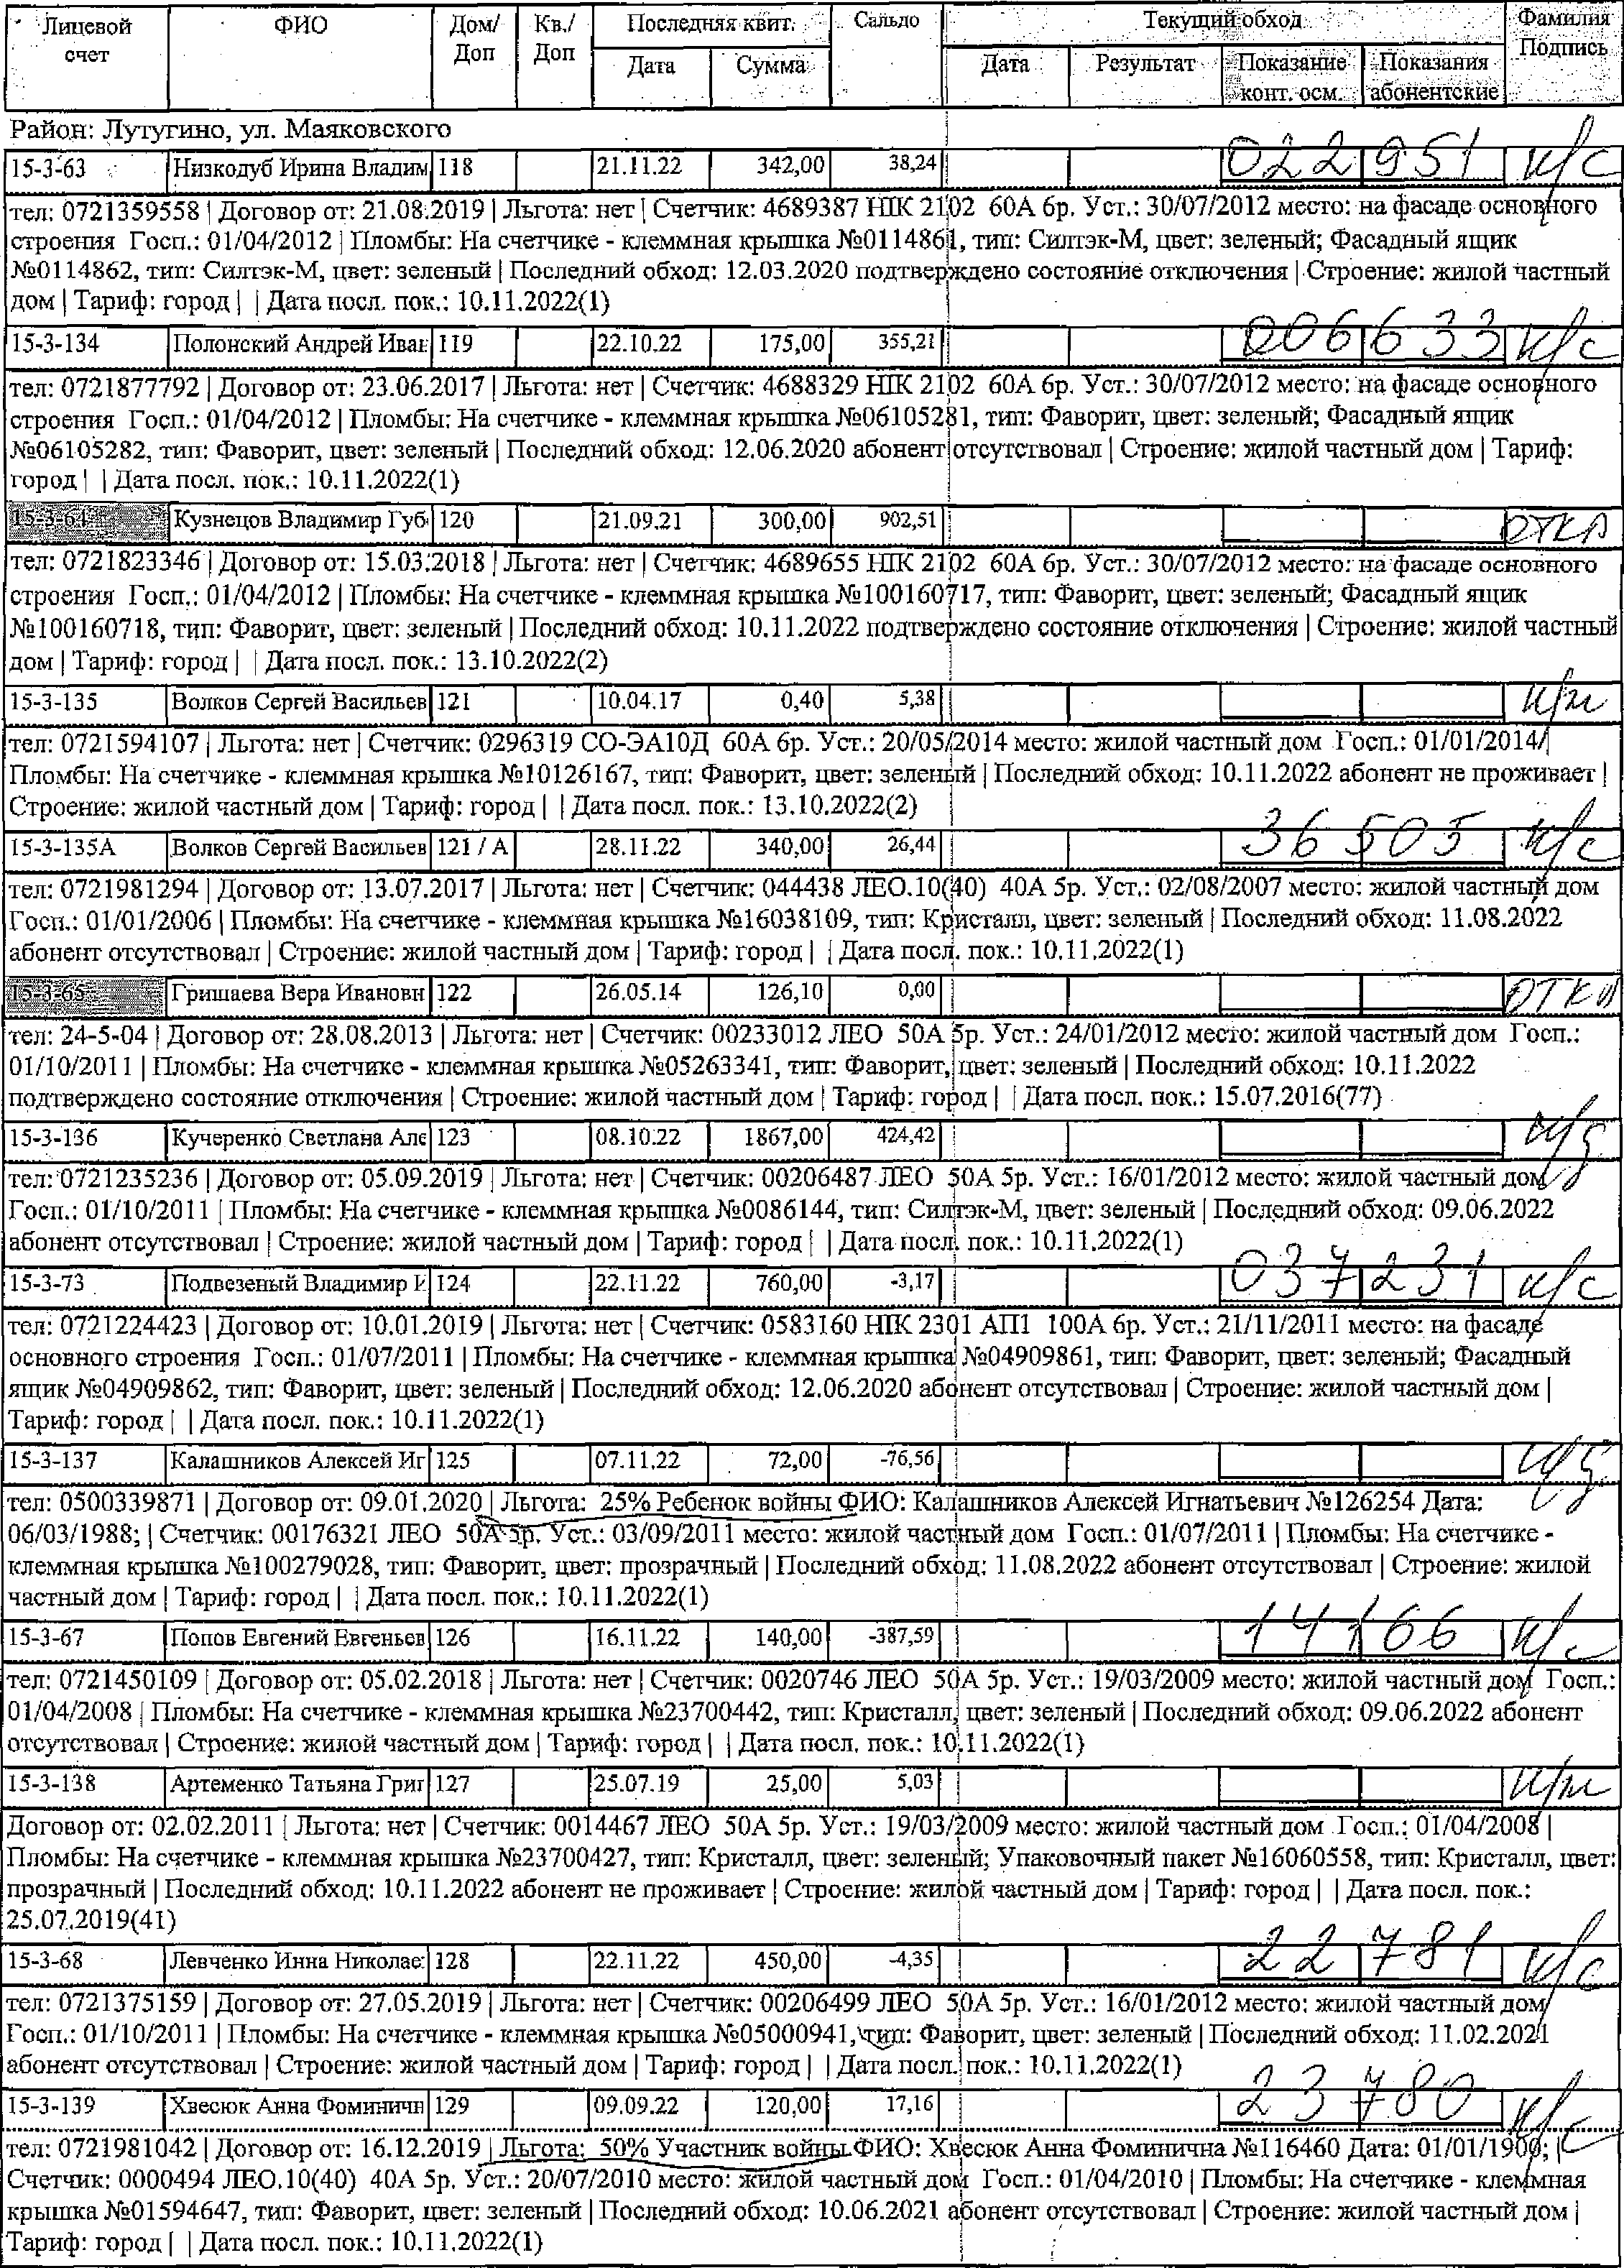 Лицевой счет ФИО Дом/ Доп Кв./ Доп Последняя квит. Дата Сумма Сальдо Текущий обход Дата Результат Показание конт. осм. Показания абонентские Фамилия Подпись
Район: Лутугино, ул. Маяковского
15-3-63 Низкодуб Ирина Владим 118 21.11.22 342,00 38,24 022951 н/с
тел: 0721359558 | Договор от: 21.08.2019 | Льгота: нет | Счетчик: 4689387 НІК 2102 60А 6р. Уст.: 30/07/2012 место: на фасаде основного
строения Госп.: 01/04/2012 | Пломбы: На счетчике - клеммная крышка №0114861, тип: Силтэк-М, цвет: зеленый; Фасадный ящик
№0114862, тип: Силтэк-М, цвет: зеленый | Последний обход: 12.03.2020 подтверждено состояние отключения | Строение: жилой частный
дом | Тариф: город | | Дата посл. пок.: 10.11.2022(1)
15-3-134 Полонский Андрей Иван 119 22.10.22 175,00 355,21 006633 н/с
тел: 0721877792 | Договор от: 23.06.2017 | Льгота: нет | Счетчик: 4688329 НІК 2102 60А 6р. Уст.: 30/07/2012 место: на фасаде основного
строения Госп.: 01/04/2012 | Пломбы: На счетчике - клеммная крышка №06105281, тип: Фаворит, цвет: зеленый; Фасадный ящик
№06105282, тип: Фаворит, цвет: зеленый | Последний обход: 12.06.2020 абонент отсутствовал | Строение: жилой частный дом | Тариф:
город | | Дата посл. пок.: 10.11.2022(1)
15-3-64 Кузнецов Владимир Губ 120 21.09.21 300,00 902,51 откл
тел: 0721823346 | Договор от: 15.03.2018 | Льгота: нет | Счетчик: 4689655 НІК 2102 60А 6р. Уст.: 30/07/2012 место: на фасаде основного
строения Госп.: 01/04/2012 | Пломбы: На счетчике - клеммная крышка №100160717, тип: Фаворит, цвет: зеленый; Фасадный ящик
№100160718, тип: Фаворит, цвет: зеленый | Последний обход: 10.11.2022 подтверждено состояние отключения | Строение: жилой частный
дом | Тариф: город | | Дата посл. пок.: 13.10.2022(2)
15-3-135 Волков Сергей Васильев 121 10.04.17 0,40 5,38
тел: 0721594107 | Льгота: нет | Счетчик: 0296319 СО-ЭА10Д 60А 6р. Уст.: 20/05/2014 место: жилой частный дом Госп.: 01/01/2014 |
Пломбы: На счетчике - клеммная крышка №10126167, тип: Фаворит, цвет: зеленый | Последний обход: 10.11.2022 абонент не проживает |
Строение: жилой частный дом | Тариф: город | | Дата посл. пок.: 13.10.2022(2)
15-3-135А Волков Сергей Васильев 121 / А 28.11.22 340,00 26,44 36505 н/с
тел: 0721981294 | Договор от: 13.07.2017 | Льгота: нет | Счетчик: 044438 ЛЕО.10(40) 40А 5р. Уст.: 02/08/2007 место: жилой частный дом
Госп.: 01/01/2006 | Пломбы: На счетчике - клеммная крышка №16038109, тип: Кристалл, цвет: зеленый | Последний обход: 11.08.2022
абонент отсутствовал | Строение: жилой частный дом | Тариф: город | | Дата посл. пок.: 10.11.2022(1)
15-3-65 Гришаева Вера Ивановн 122 26.05.14 126,10 0,00 откл
тел: 24-5-04 | Договор от: 28.08.2013 | Льгота: нет | Счетчик: 00233012 ЛЕО 50А 5р. Уст.: 24/01/2012 место: жилой частный дом Госп.:
01/10/2011 | Пломбы: На счетчике - клеммная крышка №05263341, тип: Фаворит, цвет: зеленый | Последний обход: 10.11.2022
подтверждено состояние отключения | Строение: жилой частный дом | Тариф: город | | Дата посл. пок.: 15.07.2016(77)
15-3-136 Кучеренко Светлана Але 123 08.10.22 1867,00 424,42
тел: 0721235236 | Договор от: 05.09.2019 | Льгота: нет | Счетчик: 00206487 ЛЕО 50А 5р. Уст.: 16/01/2012 место: жилой частный дом
Госп.: 01/10/2011 | Пломбы: На счетчике - клеммная крышка №0086144, тип: Силтэк-М, цвет: зеленый | Последний обход: 09.06.2022
абонент отсутствовал | Строение: жилой частный дом | Тариф: город | | Дата посл. пок.: 10.11.2022(1)
15-3-73 Подвезеный Владимир И 124 22.11.22 760,00 -3,17 037231 н/с
тел: 0721224423 | Договор от: 10.01.2019 | Льгота: нет | Счетчик: 0583160 НІК 2301 АП1 100А 6р. Уст.: 21/11/2011 место: на фасаде
основного строения Госп.: 01/07/2011 | Пломбы: На счетчике - клеммная крышка №04909861, тип: Фаворит, цвет: зеленый; Фасадный
ящик №04909862, тип: Фаворит, цвет: зеленый | Последний обход: 12.06.2020 абонент отсутствовал | Строение: жилой частный дом |
Тариф: город | | Дата посл. пок.: 10.11.2022(1)
15-3-137 Калашников Алексей Иг 125 07.11.22 72,00 -76,56
тел: 0500339871 | Договор от: 09.01.2020 | Льгота: 25% Ребенок войны ФИО: Калашников Алексей Игнатьевич №126254 Дата:
06/03/1988; | Счетчик: 00176321 ЛЕО 50А 5р. Уст.: 03/09/2011 место: жилой частный дом Госп.: 01/07/2011 | Пломбы: На счетчике -
клеммная крышка №100279028, тип: Фаворит, цвет: прозрачный | Последний обход: 11.08.2022 абонент отсутствовал | Строение: жилой
частный дом | Тариф: город | | Дата посл. пок.: 10.11.2022(1)
15-3-67 Попов Евгений Евгеньев 126 16.11.22 140,00 -387,59 14166 н/с
тел: 0721450109 | Договор от: 05.02.2018 | Льгота: нет | Счетчик: 0020746 ЛЕО 50А 5р. Уст.: 19/03/2009 место: жилой частный дом Госп.:
01/04/2008 | Пломбы: На счетчике - клеммная крышка №23700442, тип: Кристалл, цвет: зеленый | Последний обход: 09.06.2022 абонент
отсутствовал | Строение: жилой частный дом | Тариф: город | | Дата посл. пок.: 10.11.2022(1)
15-3-138 Артеменко Татьяна Григ 127 25.07.19 25,00 5,03
Договор от: 02.02.2011 | Льгота: нет | Счетчик: 0014467 ЛЕО 50А 5р. Уст.: 19/03/2009 место: жилой частный дом Госп.: 01/04/2008 |
Пломбы: На счетчике - клеммная крышка №23700427, тип: Кристалл, цвет: зеленый; Упаковочный пакет №16060558, тип: Кристалл, цвет:
прозрачный | Последний обход: 10.11.2022 абонент не проживает | Строение: жилой частный дом | Тариф: город | | Дата посл. пок.:
25.07.2019(41)
15-3-68 Левченко Инна Николае 128 22.11.22 450,00 -4,35 22781 н/с
тел: 0721375159 | Договор от: 27.05.2019 | Льгота: нет | Счетчик: 00206499 ЛЕО 50А 5р. Уст.: 16/01/2012 место: жилой частный дом
Госп.: 01/10/2011 | Пломбы: На счетчике - клеммная крышка №05000941, тип: Фаворит, цвет: зеленый | Последний обход: 11.02.2021
абонент отсутствовал | Строение: жилой частный дом | Тариф: город | | Дата посл. пок.: 10.11.2022(1)
15-3-139 Хвесюк Анна Фоминичн 129 09.09.22 120,00 17,16 23780 н/с
тел: 0721981042 | Договор от: 16.12.2019 | Льгота: 50% Участник войны ФИО: Хвесюк Анна Фоминична №116460 Дата: 01/01/1900; |
Счетчик: 0000494 ЛЕО.10(40) 40А 5р. Уст.: 20/07/2010 место: жилой частный дом Госп.: 01/04/2010 | Пломбы: На счетчике - клеммная
крышка №01594647, тип: Фаворит, цвет: зеленый | Последний обход: 10.06.2021 абонент отсутствовал | Строение: жилой частный дом |
Тариф: город | | Дата посл. пок.: 10.11.2022(1)